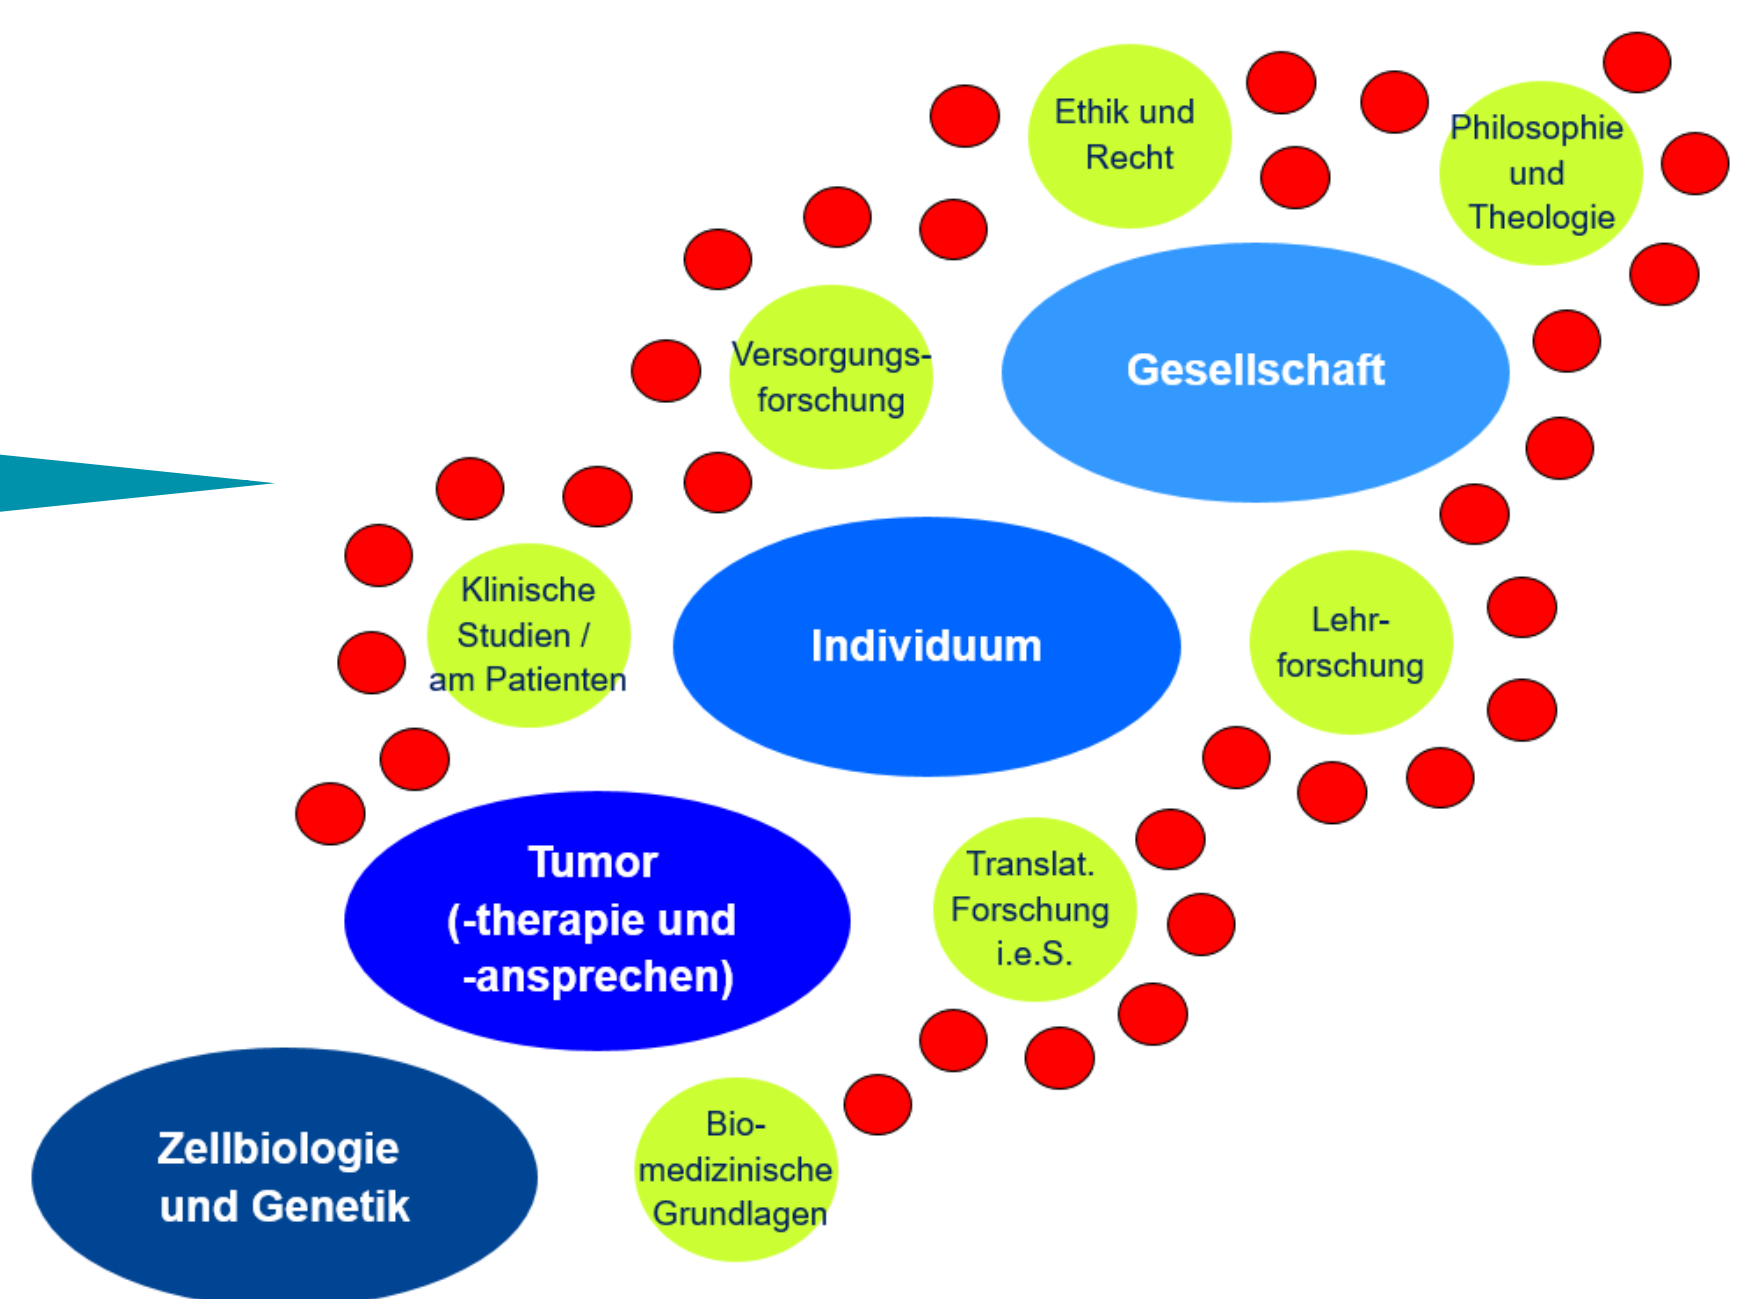 Ethik und
Recht
Philosophie
und
Theologie
Versorgungs-
forschung
Gesellschaft
Klinische
Studien /
am Patienten
Individuum
Lehr-
forschung
Tumor
(-therapie und
-ansprechen)
Translat.
Forschung
i.e.S.
Zellbiologie
und Genetik
Bio-
medizinische
Grundlagen